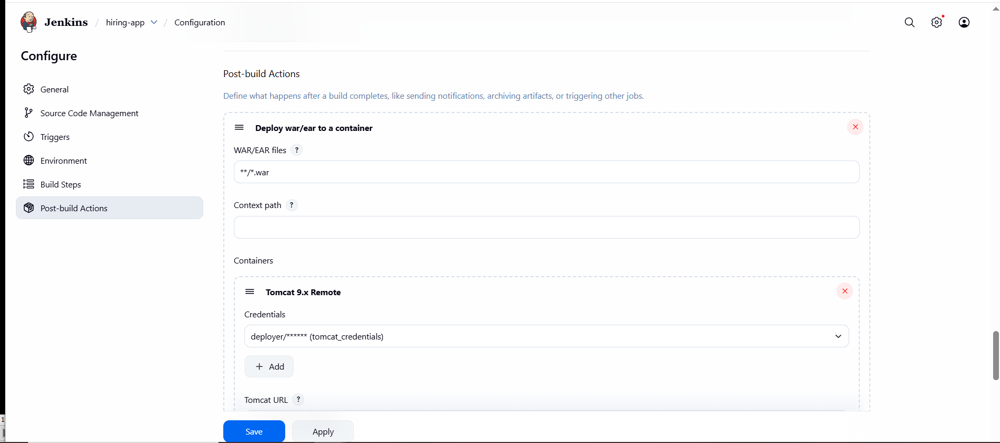 Jenkins / hiring-app / Configuration
Configure
General
Source Code Management
Triggers
Environment
Build Steps
Post-build Actions
Post-build Actions
Define what happens after a build completes, like sending notifications, archiving artifacts, or triggering other jobs.
Deploy war/ear to a container
WAR/EAR files ?
**/*.war
Context path ?
Containers
Tomcat 9.x Remote
Credentials
deployer/****** (tomcat_credentials)
+ Add
Tomcat URL ?
Save Apply
1